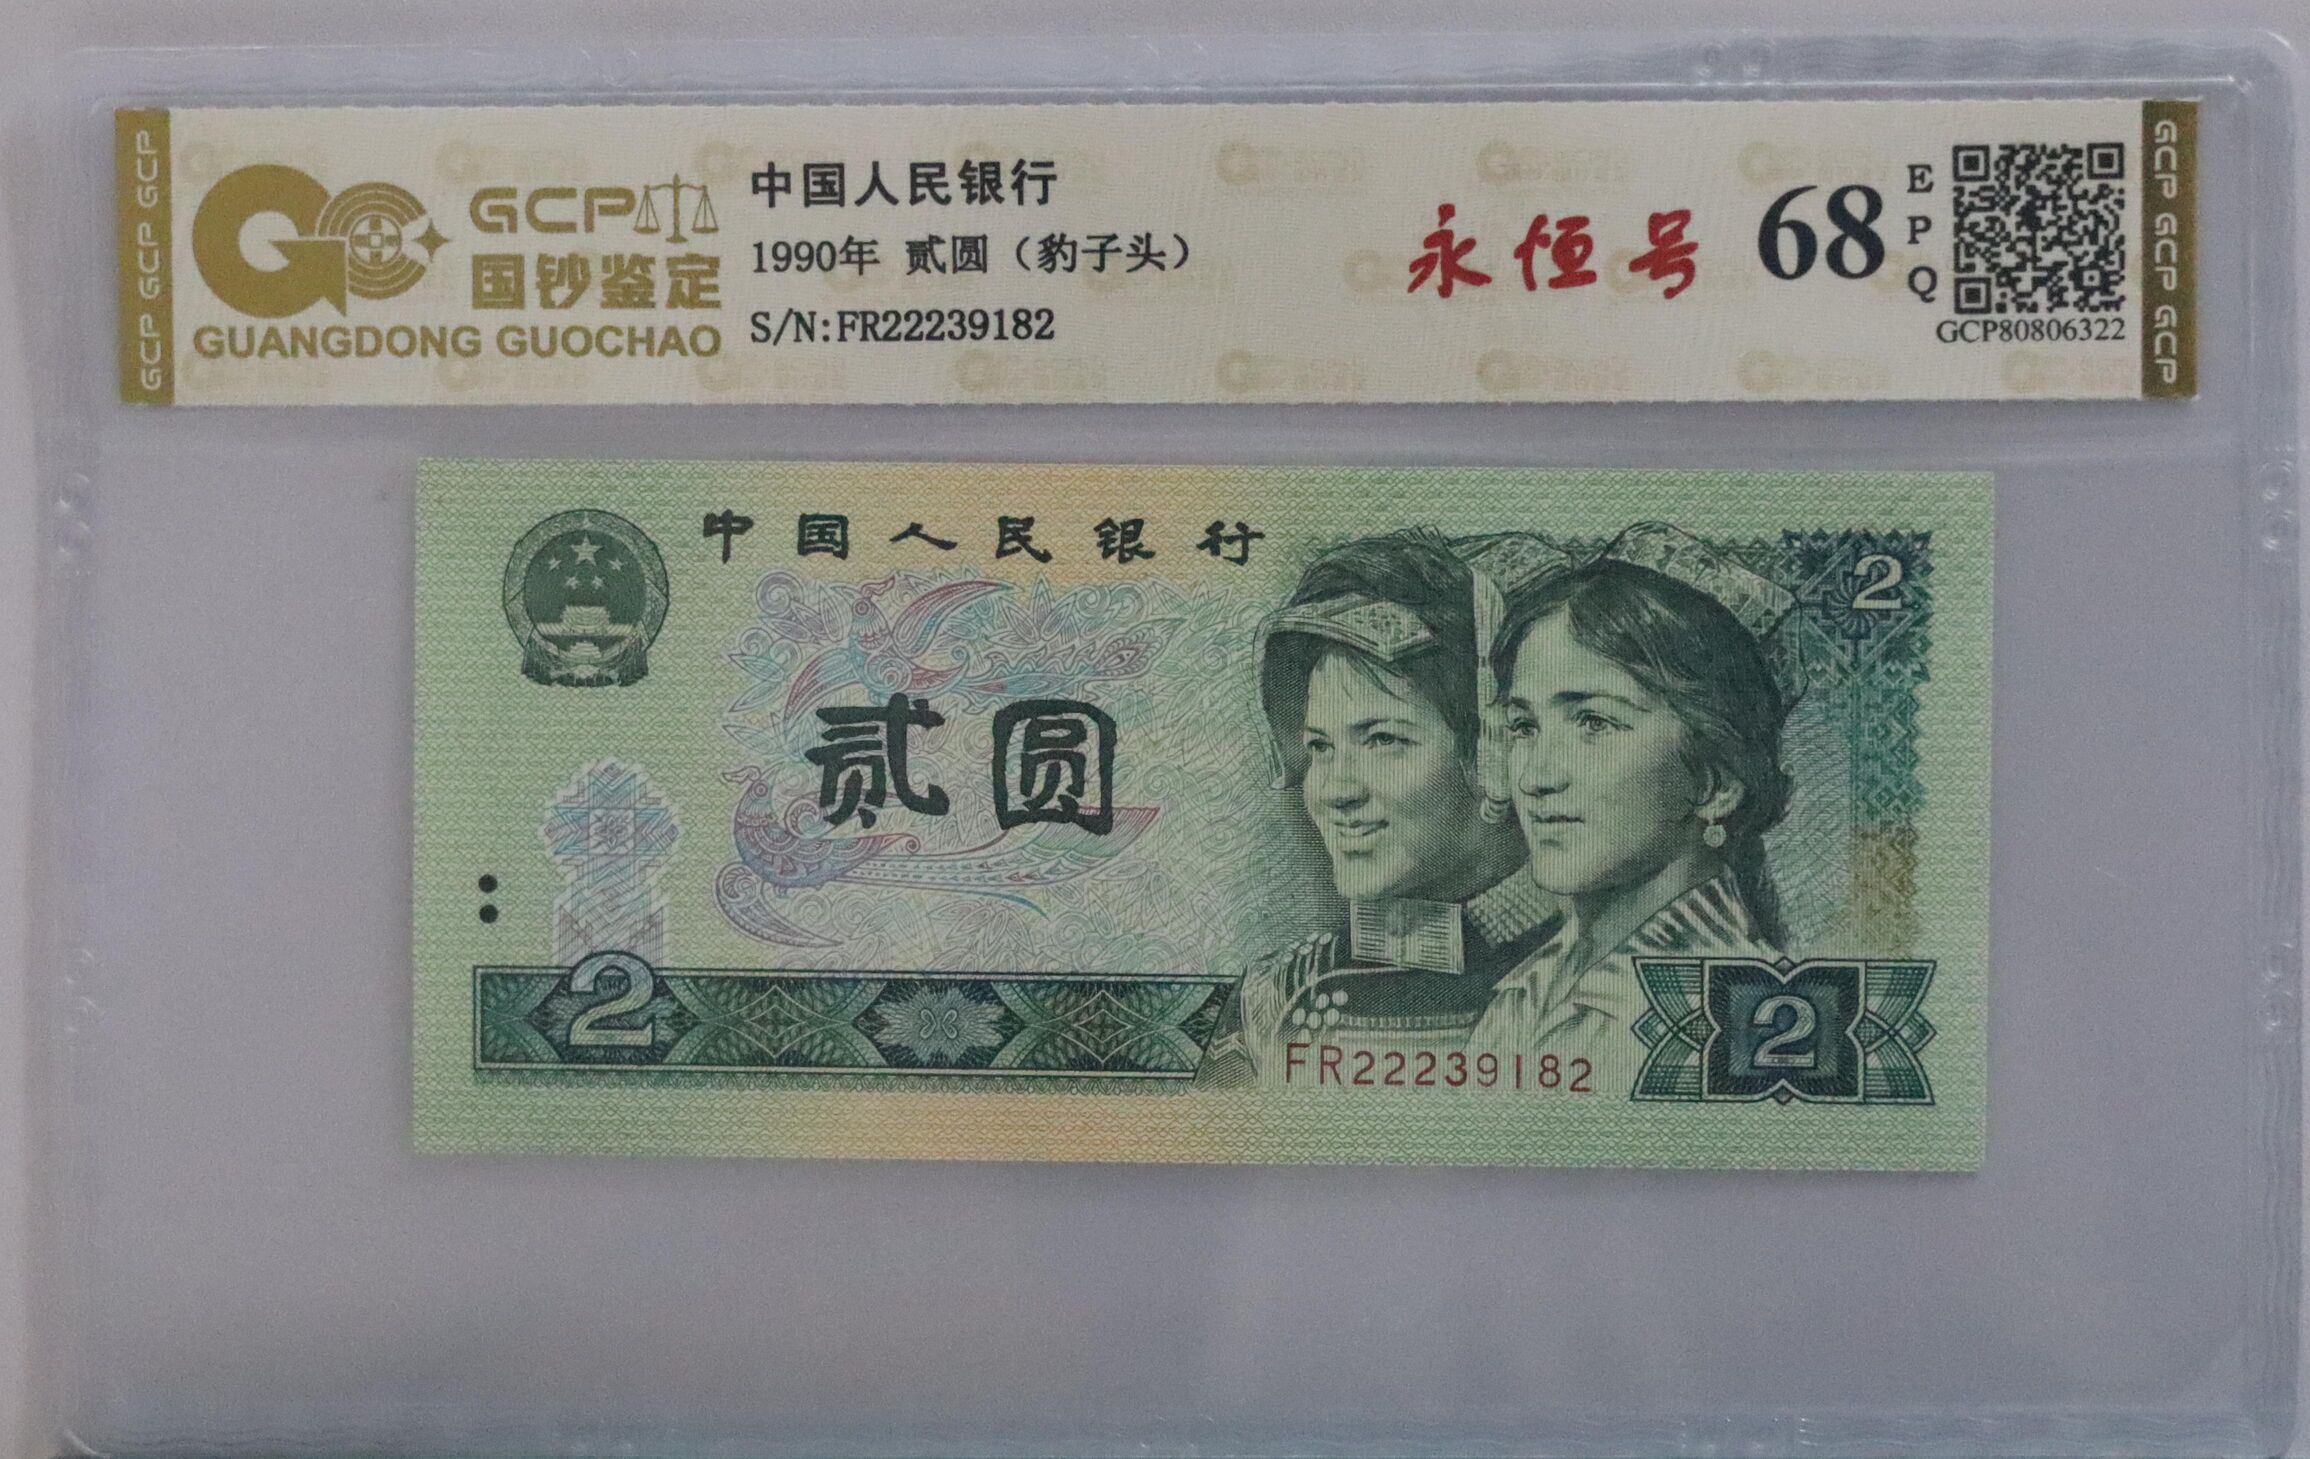 GCP GCP GCP
GCP
国钞鉴定
GUANGDONG GUOCHAO
中国人民银行
1990年 贰圆（豹子头）
S/N:FR22239182
永恒号
68
EPQ
GCP80806322
GCP GCP GCP
中国人民银行
2
贰圆
2
FR22239182
2